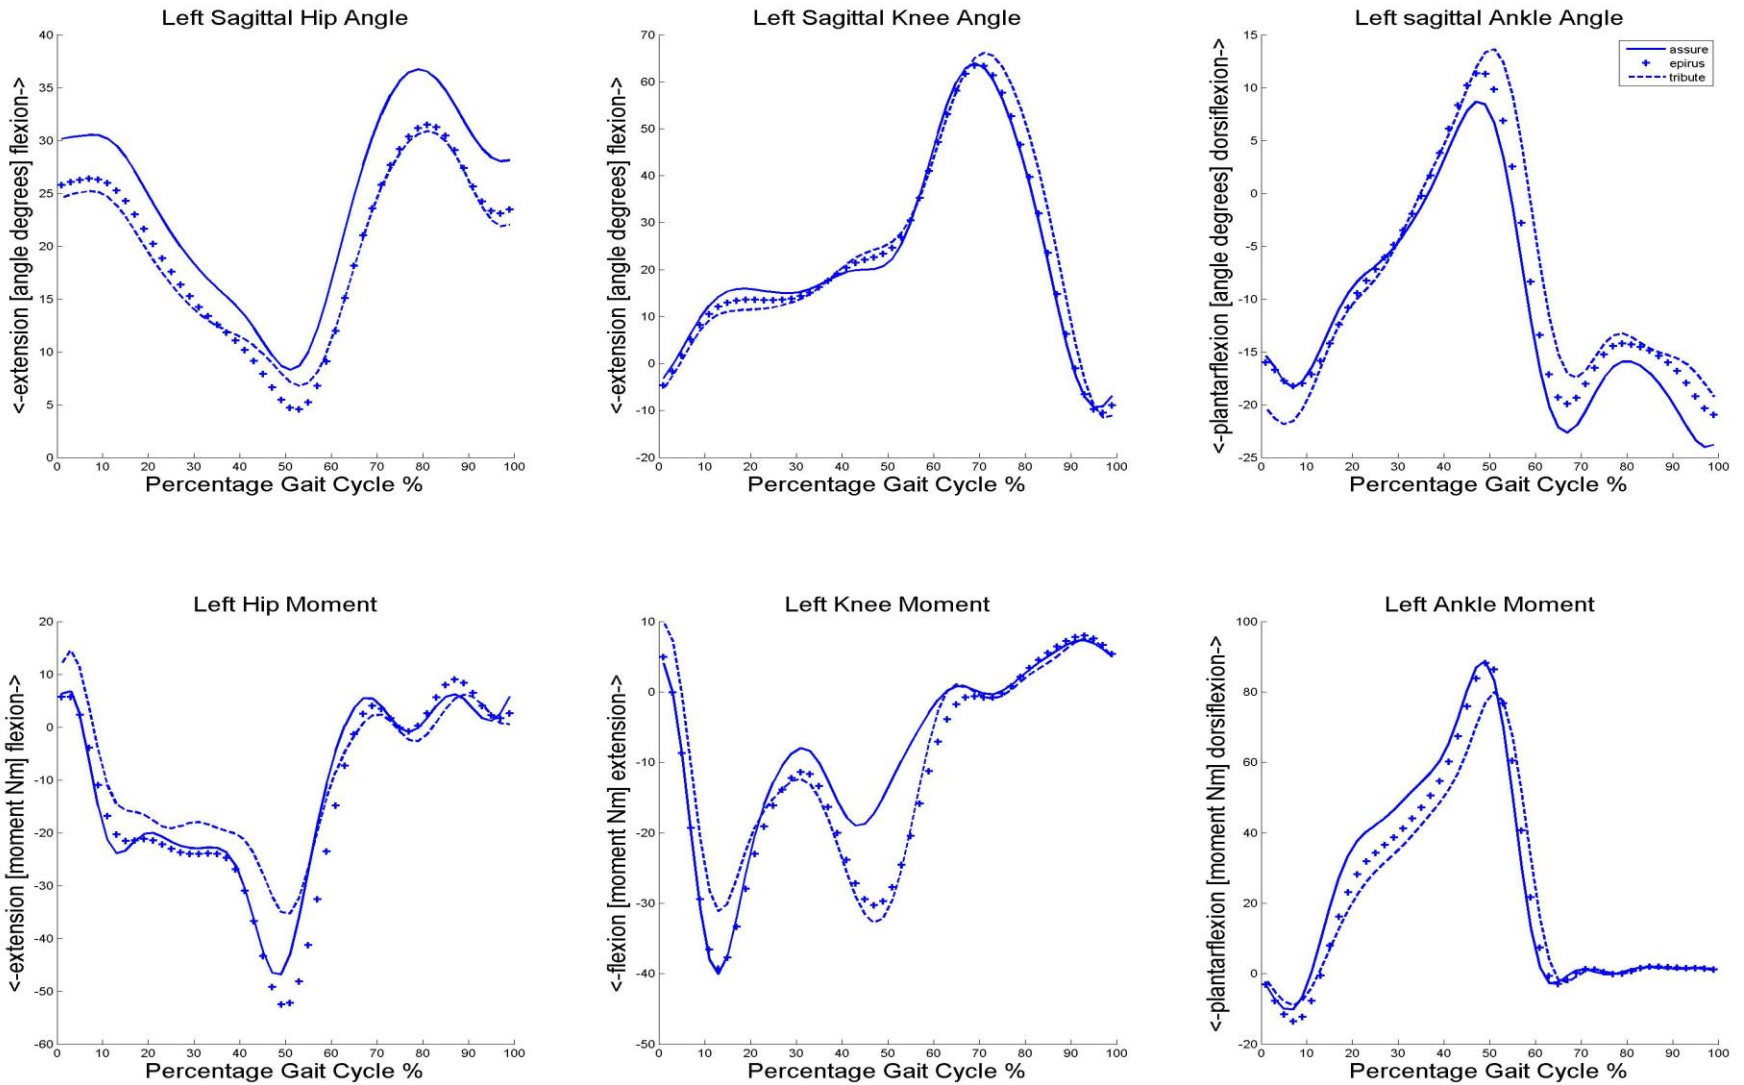 Left Sagittal Hip Angle
<-extension [angle degrees] flexion->
40
35
30
25
20
15
10
5
0
0 10 20 30 40 50 60 70 80 90 100
Percentage Gait Cycle %
Left Sagittal Knee Angle
<-extension [angle degrees] flexion->
70
60
50
40
30
20
10
0
-10
-20
0 10 20 30 40 50 60 70 80 90 100
Percentage Gait Cycle %
Left sagittal Ankle Angle
<-plantarflexion [angle degrees] dorsiflexion->
15
10
5
0
-5
-10
-15
-20
-25
0 10 20 30 40 50 60 70 80 90 100
Percentage Gait Cycle %
assure
epirus
tribute
Left Hip Moment
<-extension [moment Nm] flexion->
20
10
0
-10
-20
-30
-40
-50
-60
0 10 20 30 40 50 60 70 80 90 100
Percentage Gait Cycle %
Left Knee Moment
<-flexion [moment Nm] extension->
10
0
-10
-20
-30
-40
-50
0 10 20 30 40 50 60 70 80 90 100
Percentage Gait Cycle %
Left Ankle Moment
<-plantarflexion [moment Nm] dorsiflexion->
100
80
60
40
20
0
-20
0 10 20 30 40 50 60 70 80 90 100
Percentage Gait Cycle %